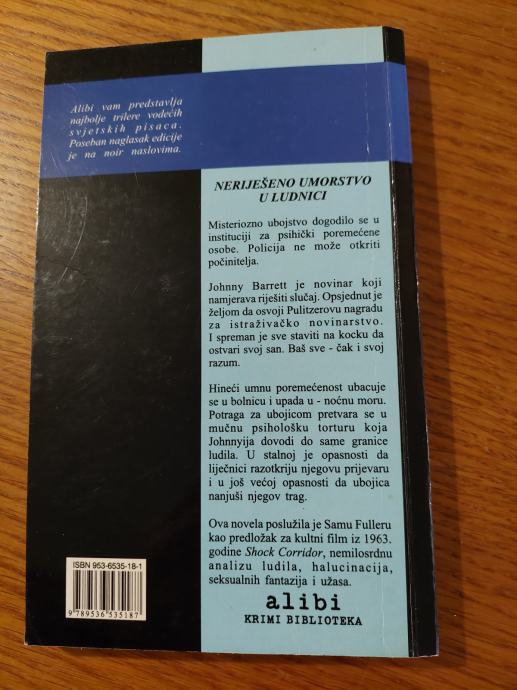 Alibi vam predstavlja
najbolje trilere vodećih
svjetskih pisaca.
Poseban naglasak edicije
je na noir naslovima.
NERIJEŠENO UMORSTVO
U LUDNICI
Misteriozno ubojstvo dogodilo se u
instituciji za psihički poremećene
osobe. Policija ne može otkriti
počinitelja.
Johnny Barrett je novinar koji
namjerava riješiti slučaj. Opsjednut je
željom da osvoji Pulitzerovu nagradu
za istraživačko novinarstvo.
I spreman je sve staviti na kocku da
ostvari svoj san. Baš sve - čak i svoj
razum.
Hineći umnu poremećenost ubacuje
se u bolnicu i upada u - noćnu moru.
Potraga za ubojicom pretvara se u
mučnu psihološku torturu koja
Johnnyija dovodi do same granice
ludila. U stalnoj je opasnosti da
liječnici razotkriju njegovu prijevaru
i u još većoj opasnosti da ubojica
nanjuši njegov trag.
Ova novela poslužila je Samu Fulleru
kao predložak za kultni film iz 1963.
godine Shock Corridor, nemilosrdnu
analizu ludila, halucinacija,
seksualnih fantazija i užasa.
alibi
KRIMI BIBLIOTEKA
ISBN 953-6535-18-1
9 789536 535187